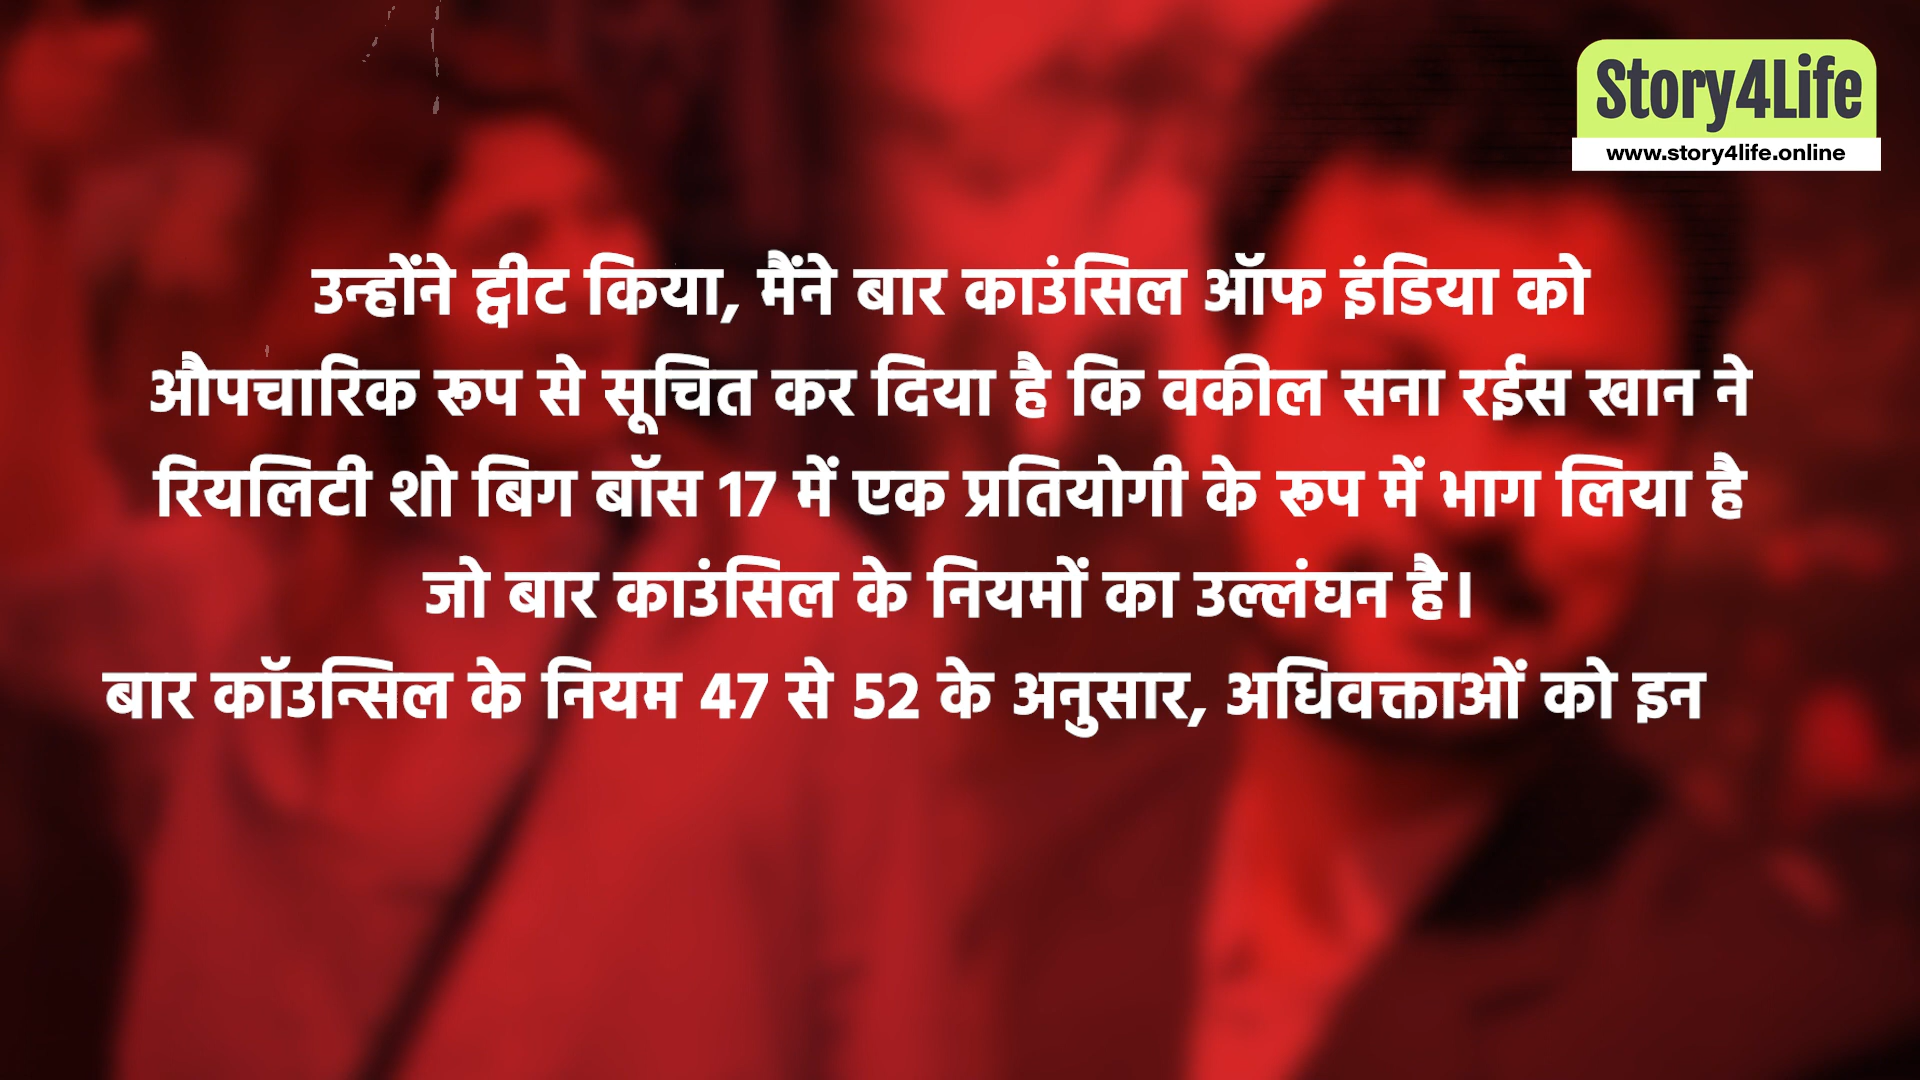 Story4Life
www.story4life.online
उन्होंने ट्वीट किया, मैंने बार काउंसिल ऑफ इंडिया को
औपचारिक रूप से सूचित कर दिया है कि वकील सना रईस खान ने
रियलिटी शो बिग बॉस 17 में एक प्रतियोगी के रूप में भाग लिया है
जो बार काउंसिल के नियमों का उल्लंघन है।
बार कॉउन्सिल के नियम 47 से 52 के अनुसार, अधिवक्ताओं को इन